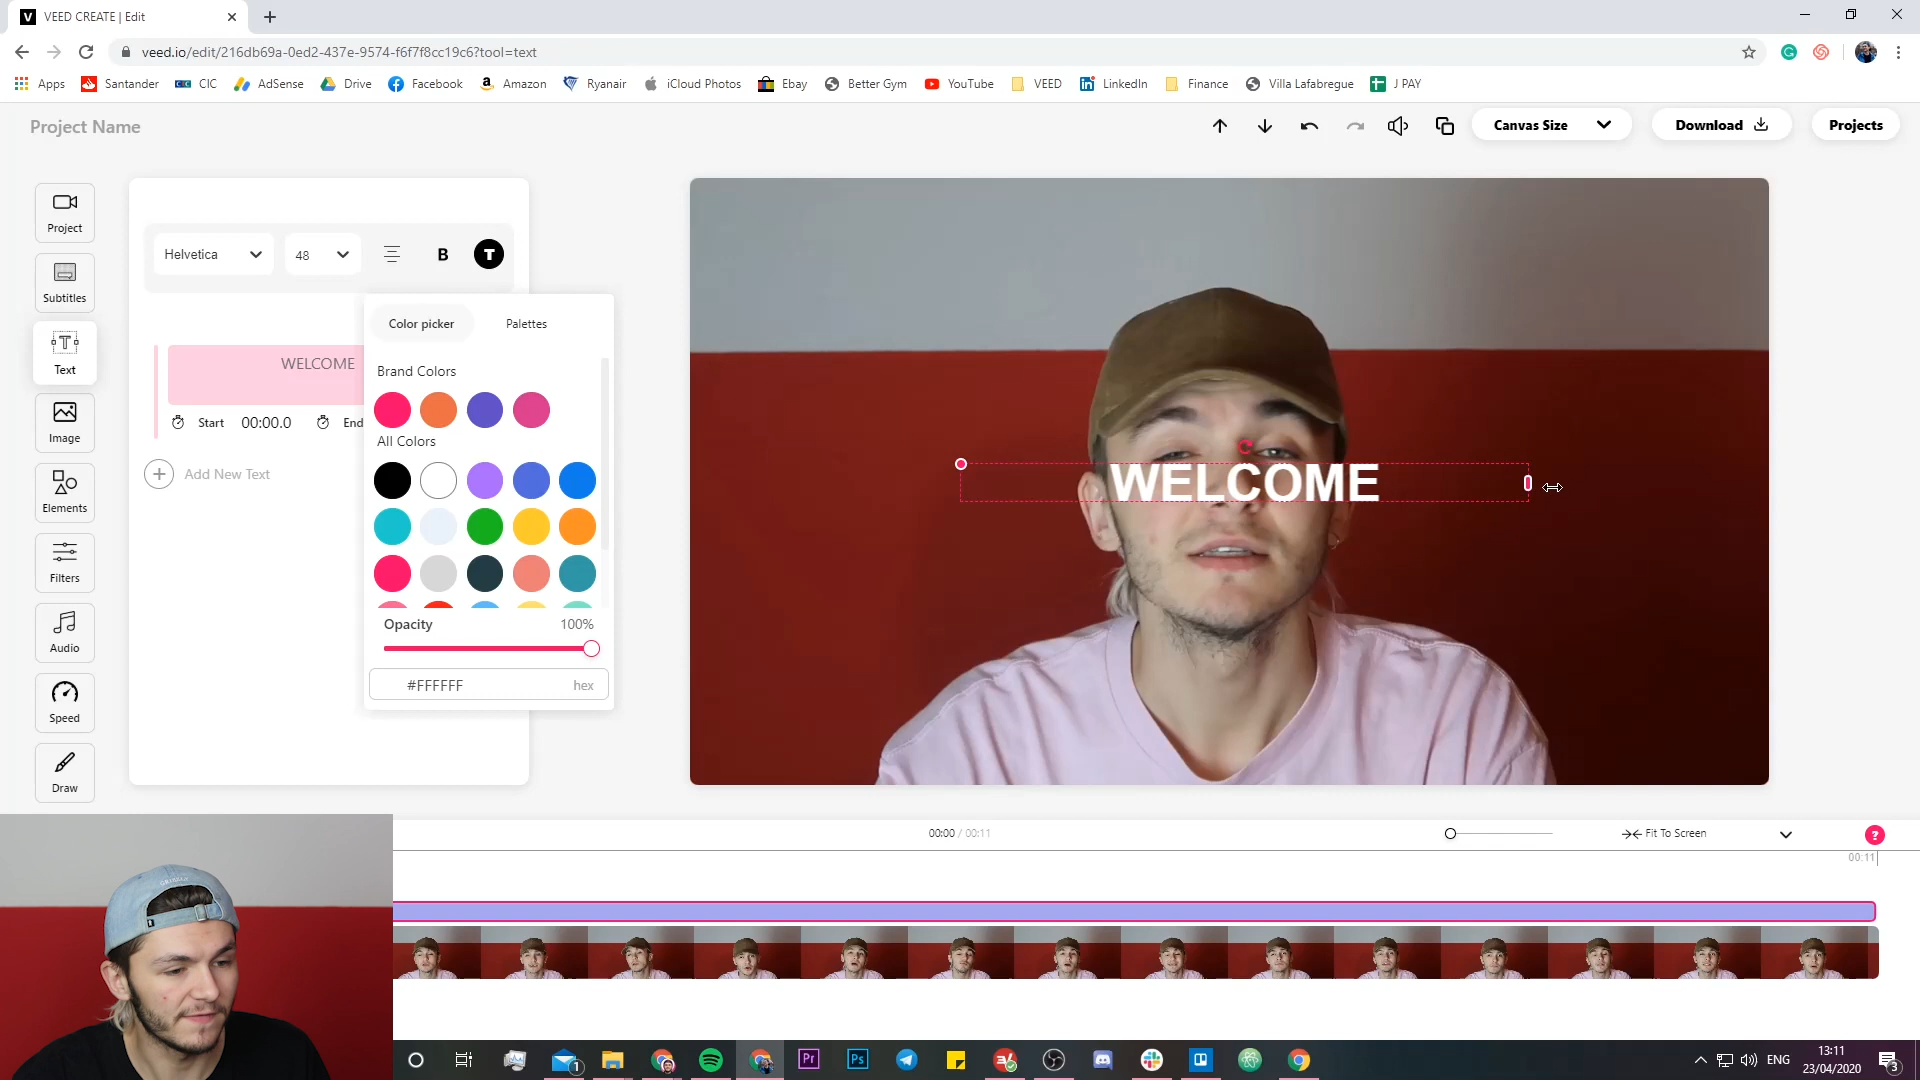 VEED CREATE | Edit
veed.io/edit/216db69a-0ed2-437e-9574-f6f7f8cc19c6?tool=text
Apps Santander CIC AdSense Drive Facebook Amazon Ryanair iCloud Photos Ebay Better Gym YouTube VEED LinkedIn Finance Villa Lafabregue J PAY
Project Name
Canvas Size
Download
Projects
Project
Subtitles
Text
Image
Elements
Filters
Audio
Speed
Draw
Helvetica
48
B
T
WELCOME
Start 00:00.0 End
Add New Text
Color picker
Palettes
Brand Colors
All Colors
Opacity 100%
#FFFFFF hex
WELCOME
00:00 / 00:11
Fit To Screen
?
00:11
1
Pr
Ps
ENG
13:11
23/04/2020
3